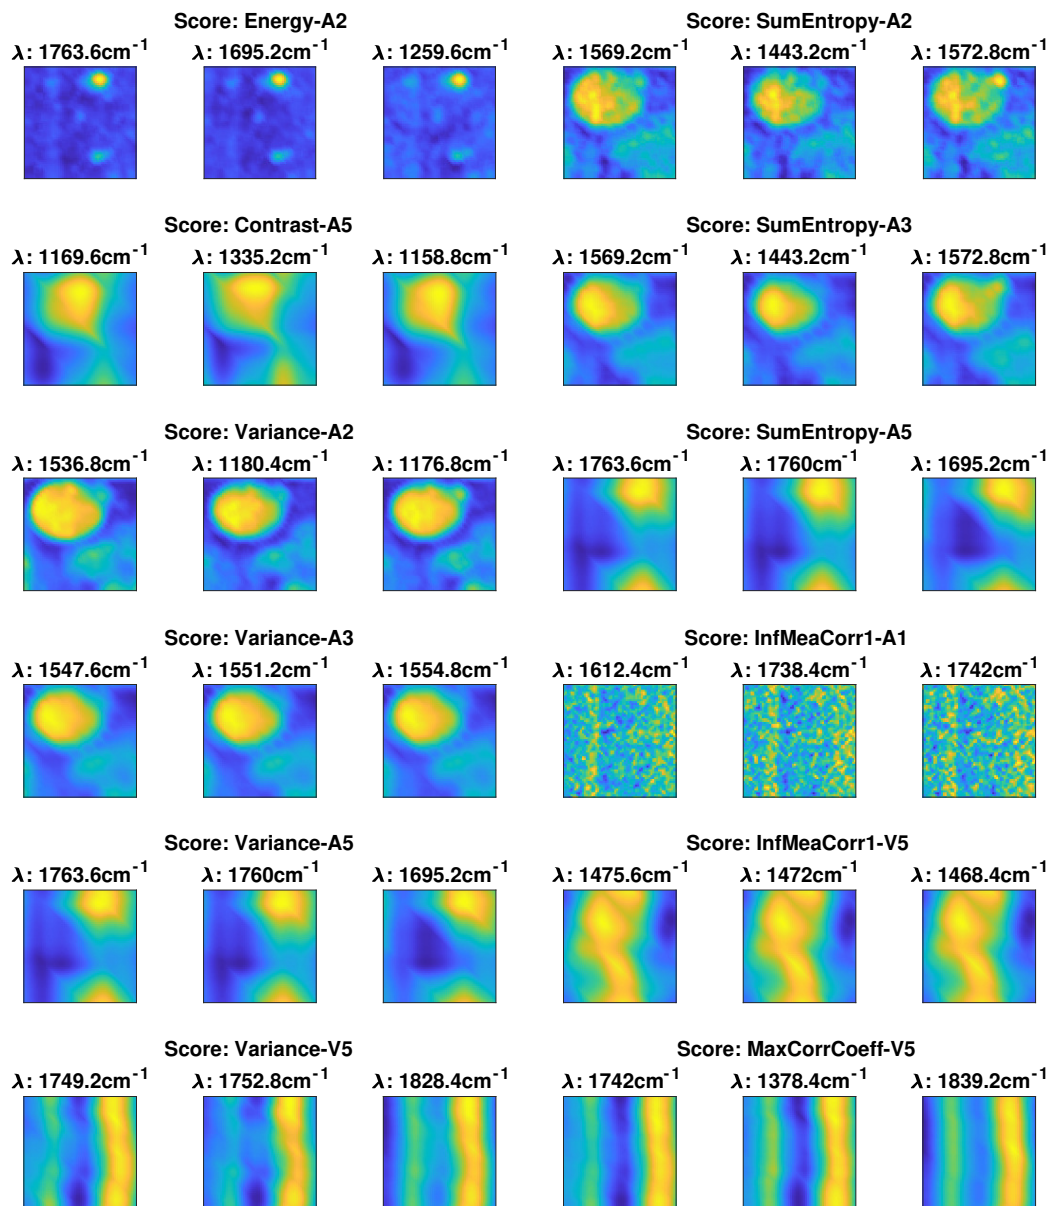 Score: Energy-A2
λ: 1763.6cm⁻¹ λ: 1695.2cm⁻¹ λ: 1259.6cm⁻¹
Score: SumEntropy-A2
λ: 1569.2cm⁻¹ λ: 1443.2cm⁻¹ λ: 1572.8cm⁻¹
Score: Contrast-A5
λ: 1169.6cm⁻¹ λ: 1335.2cm⁻¹ λ: 1158.8cm⁻¹
Score: SumEntropy-A3
λ: 1569.2cm⁻¹ λ: 1443.2cm⁻¹ λ: 1572.8cm⁻¹
Score: Variance-A2
λ: 1536.8cm⁻¹ λ: 1180.4cm⁻¹ λ: 1176.8cm⁻¹
Score: SumEntropy-A5
λ: 1763.6cm⁻¹ λ: 1760cm⁻¹ λ: 1695.2cm⁻¹
Score: Variance-A3
λ: 1547.6cm⁻¹ λ: 1551.2cm⁻¹ λ: 1554.8cm⁻¹
Score: InfMeaCorr1-A1
λ: 1612.4cm⁻¹ λ: 1738.4cm⁻¹ λ: 1742cm⁻¹
Score: Variance-A5
λ: 1763.6cm⁻¹ λ: 1760cm⁻¹ λ: 1695.2cm⁻¹
Score: InfMeaCorr1-V5
λ: 1475.6cm⁻¹ λ: 1472cm⁻¹ λ: 1468.4cm⁻¹
Score: Variance-V5
λ: 1749.2cm⁻¹ λ: 1752.8cm⁻¹ λ: 1828.4cm⁻¹
Score: MaxCorrCoeff-V5
λ: 1742cm⁻¹ λ: 1378.4cm⁻¹ λ: 1839.2cm⁻¹